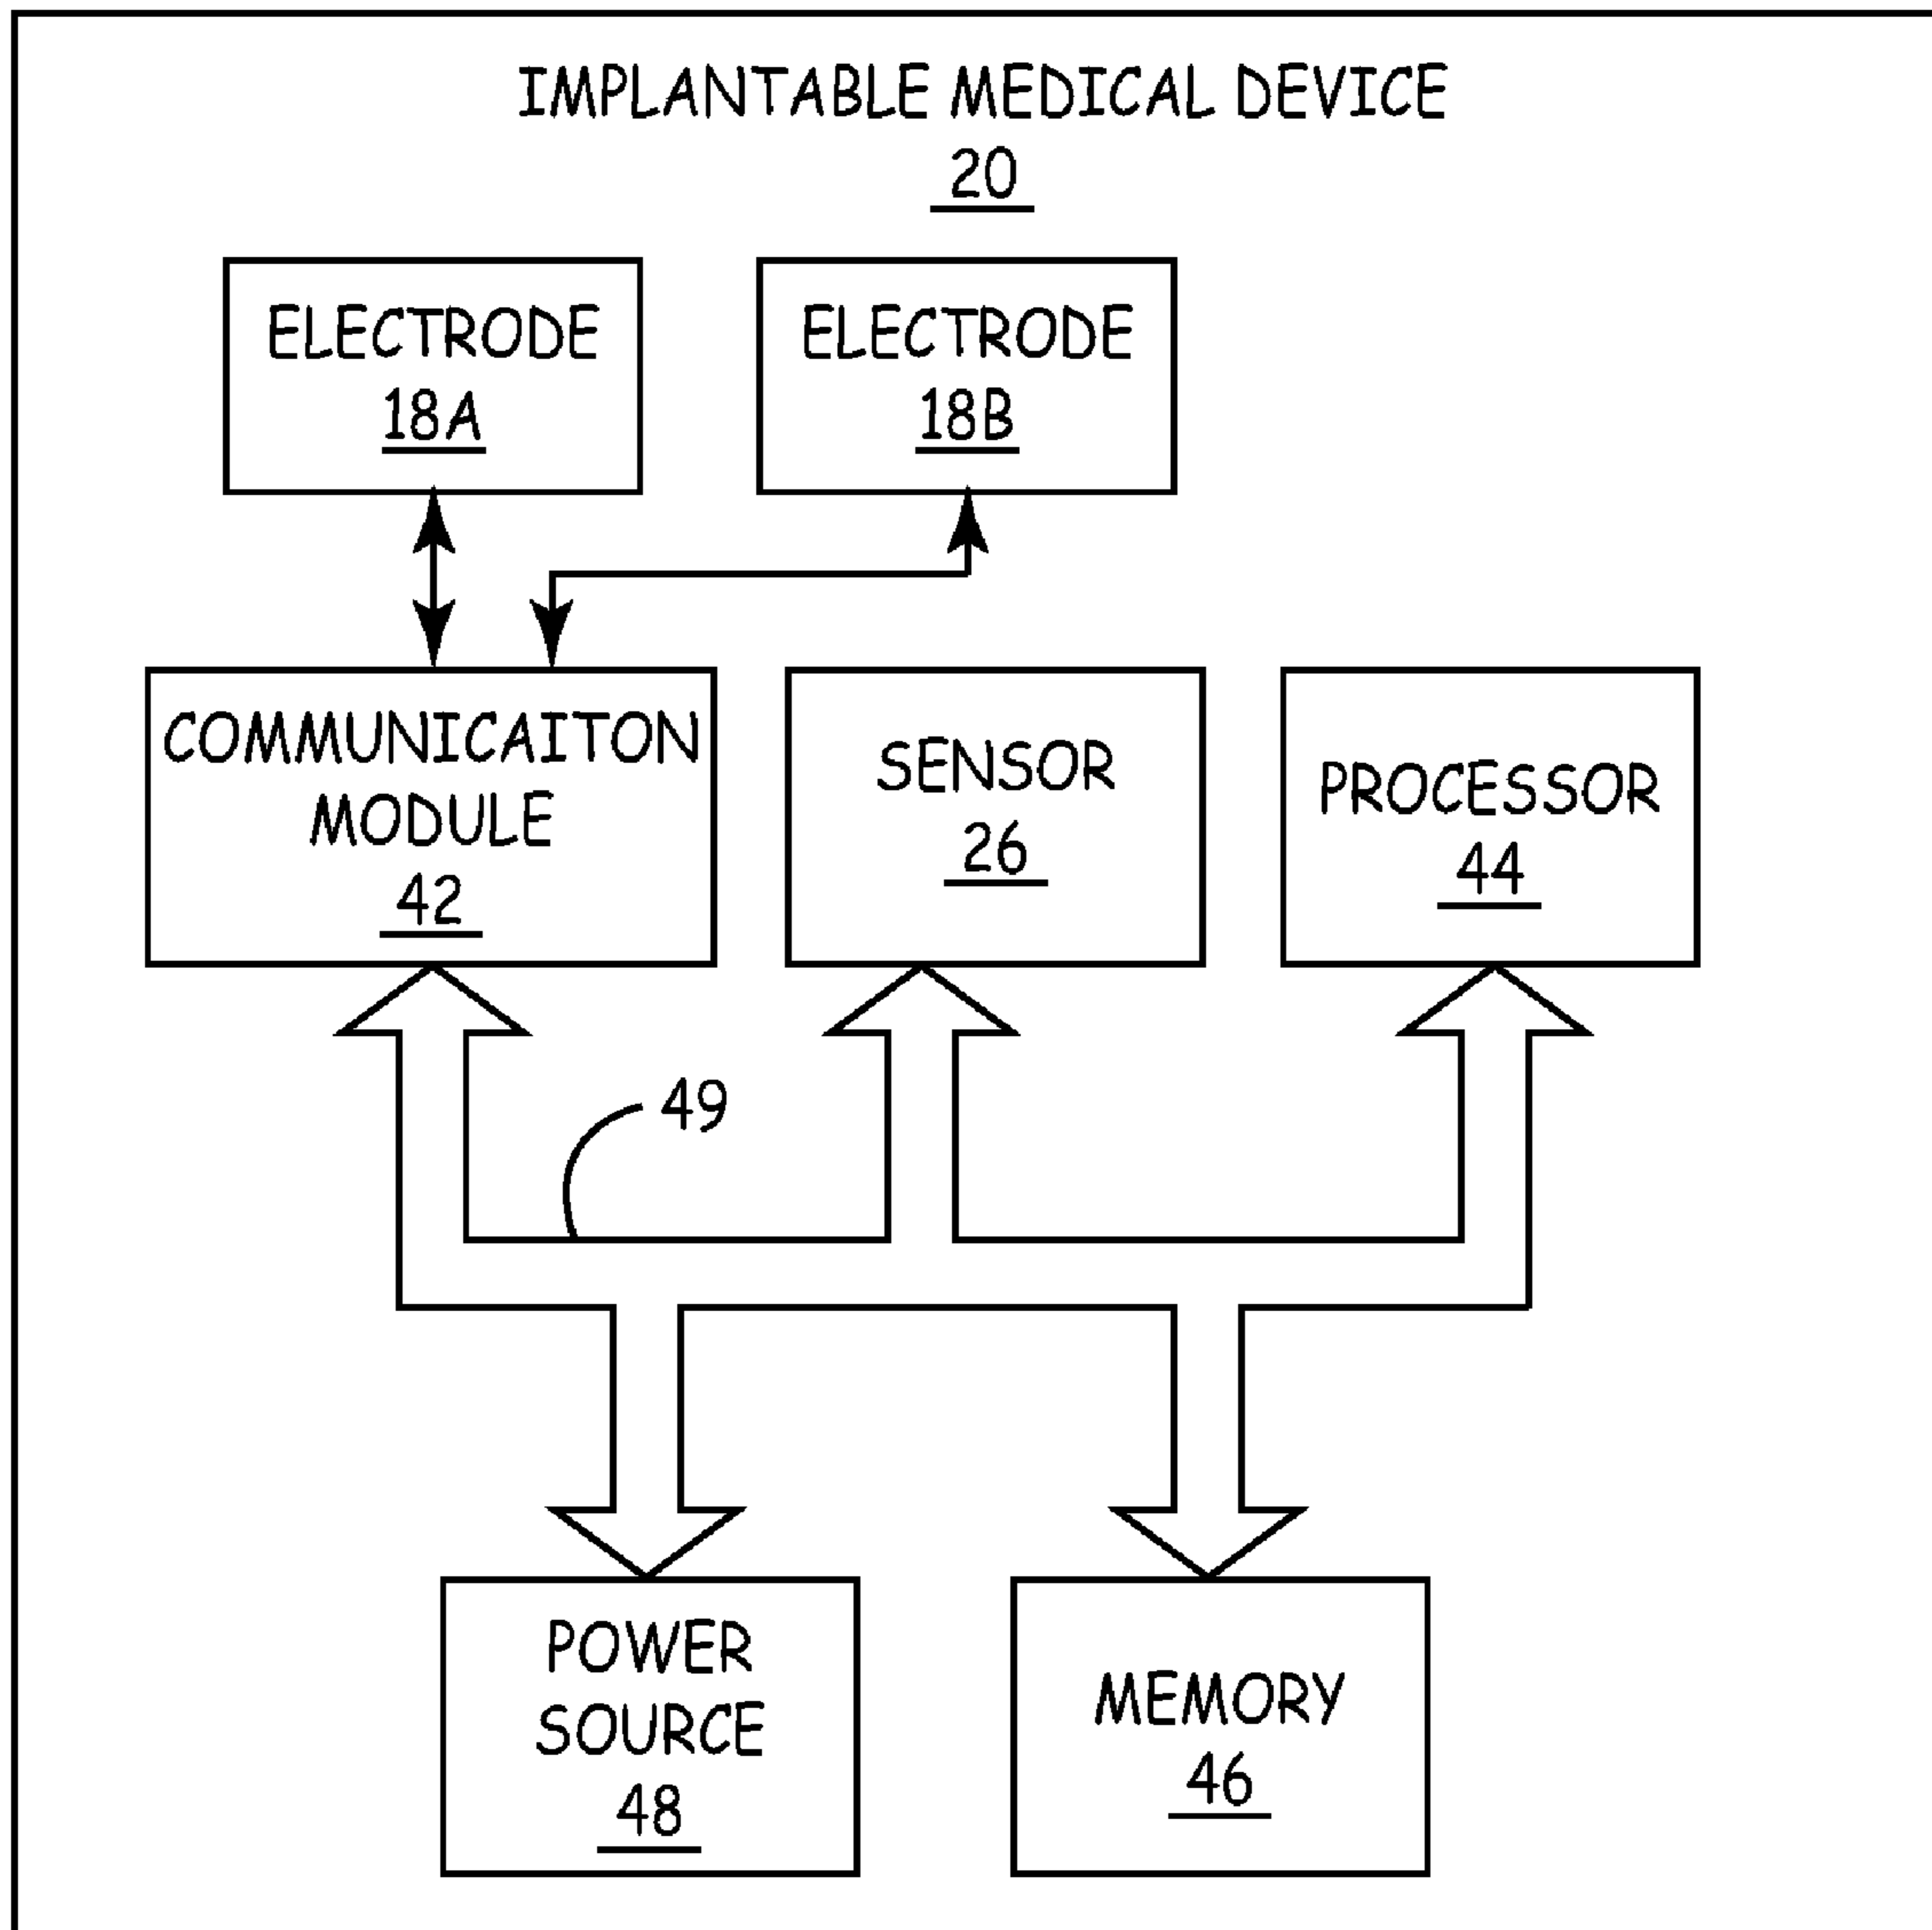 IMPLANTABLE MEDICAL DEVICE
20
ELECTRODE
18A
ELECTRODE
18B
COMMUNICAITON
MODULE
42
SENSOR
26
PROCESSOR
44
49
POWER
SOURCE
48
MEMORY
46